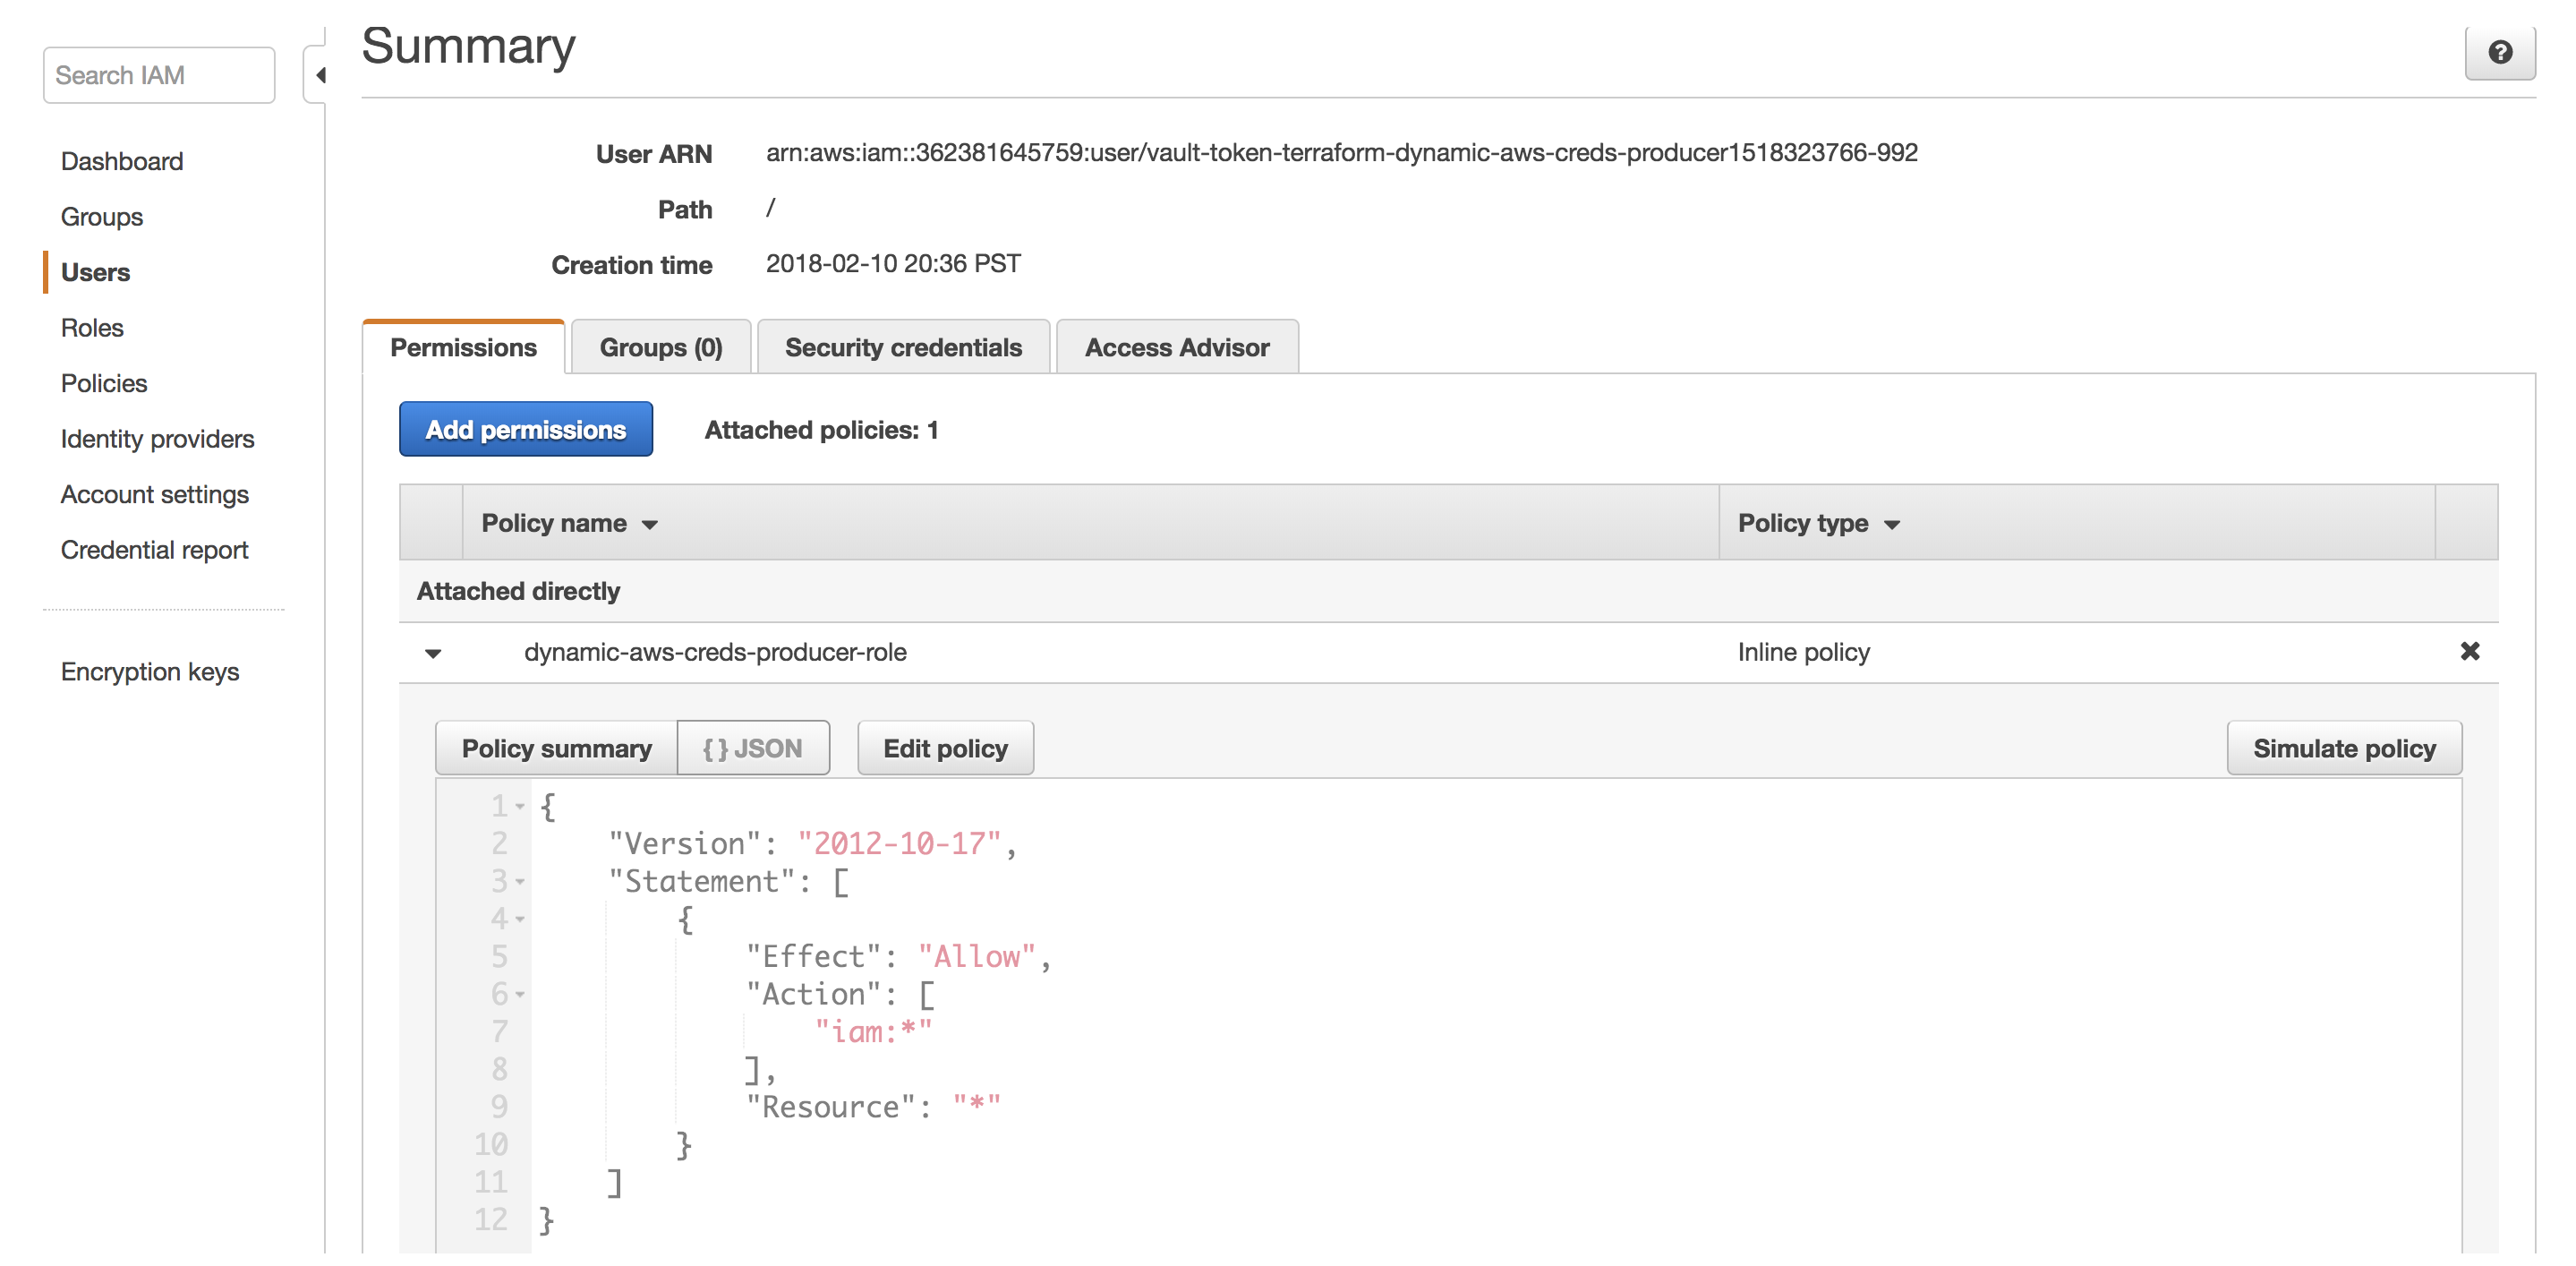 Search IAM
Dashboard
Groups
Users
Roles
Policies
Identity providers
Account settings
Credential report
Encryption keys
Summary
User ARN arn:aws:iam::362381645759:user/vault-token-terraform-dynamic-aws-creds-producer1518323766-992
Path /
Creation time 2018-02-10 20:36 PST
Permissions Groups (0) Security credentials Access Advisor
Add permissions Attached policies: 1
Policy name Policy type
Attached directly
dynamic-aws-creds-producer-role Inline policy
Policy summary { } JSON Edit policy Simulate policy
1 {
2 "Version": "2012-10-17",
3 "Statement": [
4 {
5 "Effect": "Allow",
6 "Action": [
7 "iam:*"
8 ],
9 "Resource": "*"
10 }
11 ]
12 }